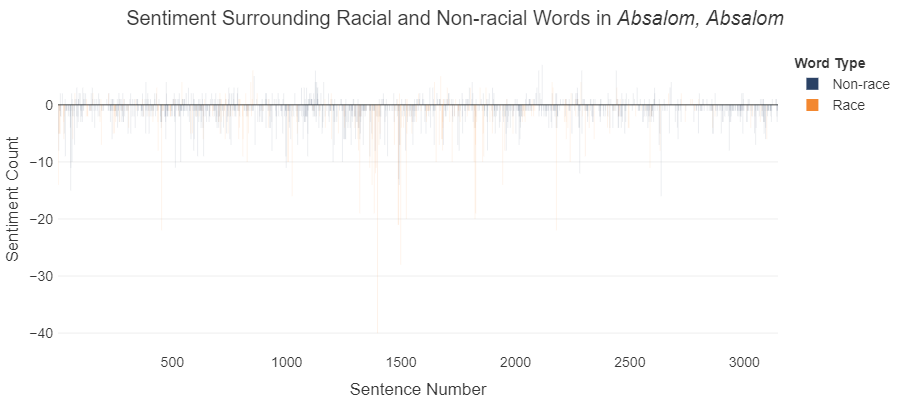 Sentiment Surrounding Racial and Non-racial Words in Absalom, Absalom
Word Type
Non-race
Race
Sentiment Count
0
−10
−20
−30
−40
500
1000
1500
2000
2500
3000
Sentence Number